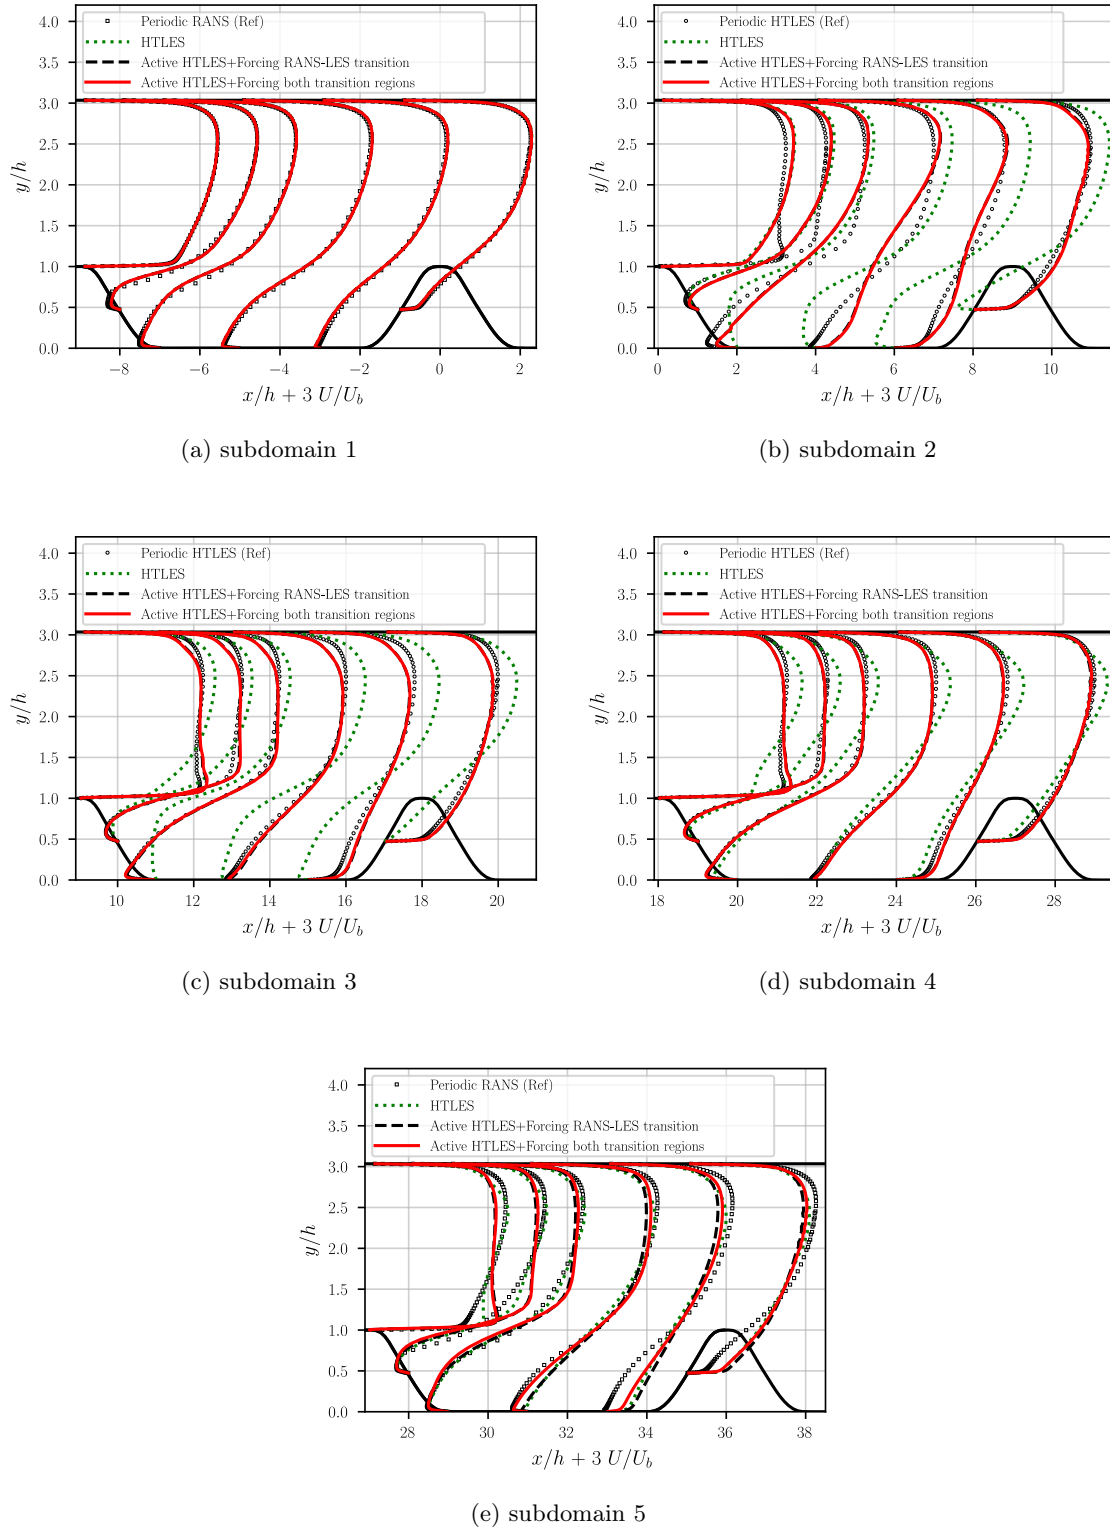 4.0
3.5
3.0
2.5
2.0
1.5
1.0
0.5
0.0
y/h
Periodic RANS (Ref)
HTLES
Active HTLES+Forcing RANS-LES transition
Active HTLES+Forcing both transition regions
−8 −6 −4 −2 0 2
x/h + 3 U/U_b
(a) subdomain 1
4.0
3.5
3.0
2.5
2.0
1.5
1.0
0.5
0.0
y/h
Periodic HTLES (Ref)
HTLES
Active HTLES+Forcing RANS-LES transition
Active HTLES+Forcing both transition regions
0 2 4 6 8 10
x/h + 3 U/U_b
(b) subdomain 2
4.0
3.5
3.0
2.5
2.0
1.5
1.0
0.5
0.0
y/h
Periodic HTLES (Ref)
HTLES
Active HTLES+Forcing RANS-LES transition
Active HTLES+Forcing both transition regions
10 12 14 16 18 20
x/h + 3 U/U_b
(c) subdomain 3
4.0
3.5
3.0
2.5
2.0
1.5
1.0
0.5
0.0
y/h
Periodic HTLES (Ref)
HTLES
Active HTLES+Forcing RANS-LES transition
Active HTLES+Forcing both transition regions
18 20 22 24 26 28
x/h + 3 U/U_b
(d) subdomain 4
4.0
3.5
3.0
2.5
2.0
1.5
1.0
0.5
0.0
y/h
Periodic RANS (Ref)
HTLES
Active HTLES+Forcing RANS-LES transition
Active HTLES+Forcing both transition regions
28 30 32 34 36 38
x/h + 3 U/U_b
(e) subdomain 5